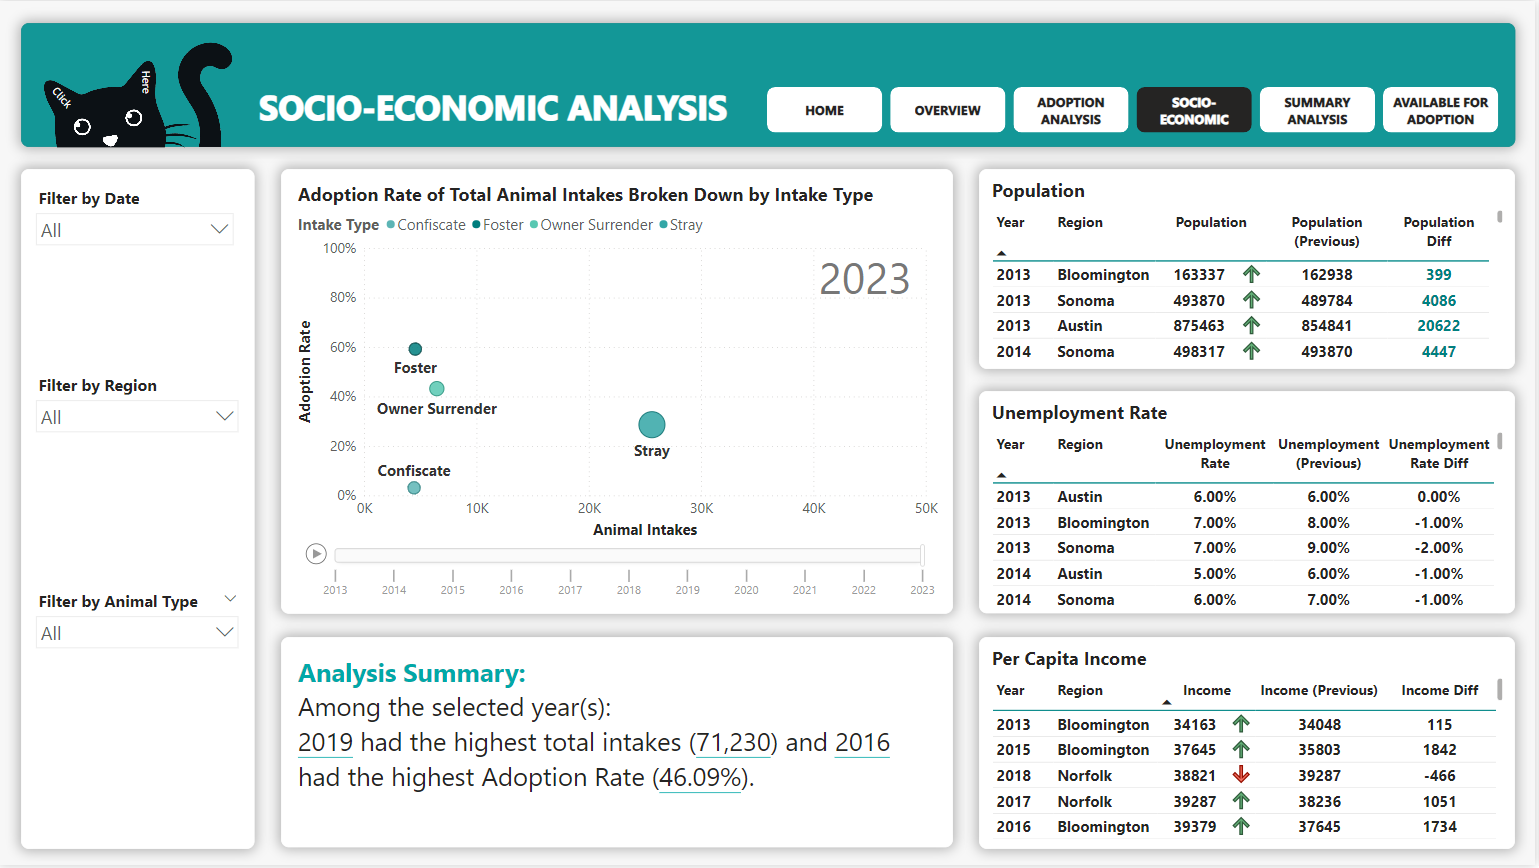 Click
Here
SOCIO-ECONOMIC ANALYSIS
HOME
OVERVIEW
ADOPTION
ANALYSIS
SOCIO-
ECONOMIC
SUMMARY
ANALYSIS
AVAILABLE FOR
ADOPTION
Filter by Date
All
Filter by Region
All
Filter by Animal Type
All
Adoption Rate of Total Animal Intakes Broken Down by Intake Type
Intake Type Confiscate Foster Owner Surrender Stray
2023
Adoption Rate
100%
80%
60%
40%
20%
0%
Foster
Owner Surrender
Stray
Confiscate
0K 10K 20K 30K 40K 50K
Animal Intakes
2013 2014 2015 2016 2017 2018 2019 2020 2021 2022 2023
Analysis Summary:
Among the selected year(s):
2019 had the highest total intakes (71,230) and 2016
had the highest Adoption Rate (46.09%).
Population
Year Region Population Population (Previous) Population Diff
2013 Bloomington 163337 162938 399
2013 Sonoma 493870 489784 4086
2013 Austin 875463 854841 20622
2014 Sonoma 498317 493870 4447
Unemployment Rate
Year Region Unemployment Rate Unemployment (Previous) Unemployment Rate Diff
2013 Austin 6.00% 6.00% 0.00%
2013 Bloomington 7.00% 8.00% -1.00%
2013 Sonoma 7.00% 9.00% -2.00%
2014 Austin 5.00% 6.00% -1.00%
2014 Sonoma 6.00% 7.00% -1.00%
Per Capita Income
Year Region Income Income (Previous) Income Diff
2013 Bloomington 34163 34048 115
2015 Bloomington 37645 35803 1842
2018 Norfolk 38821 39287 -466
2017 Norfolk 39287 38236 1051
2016 Bloomington 39379 37645 1734